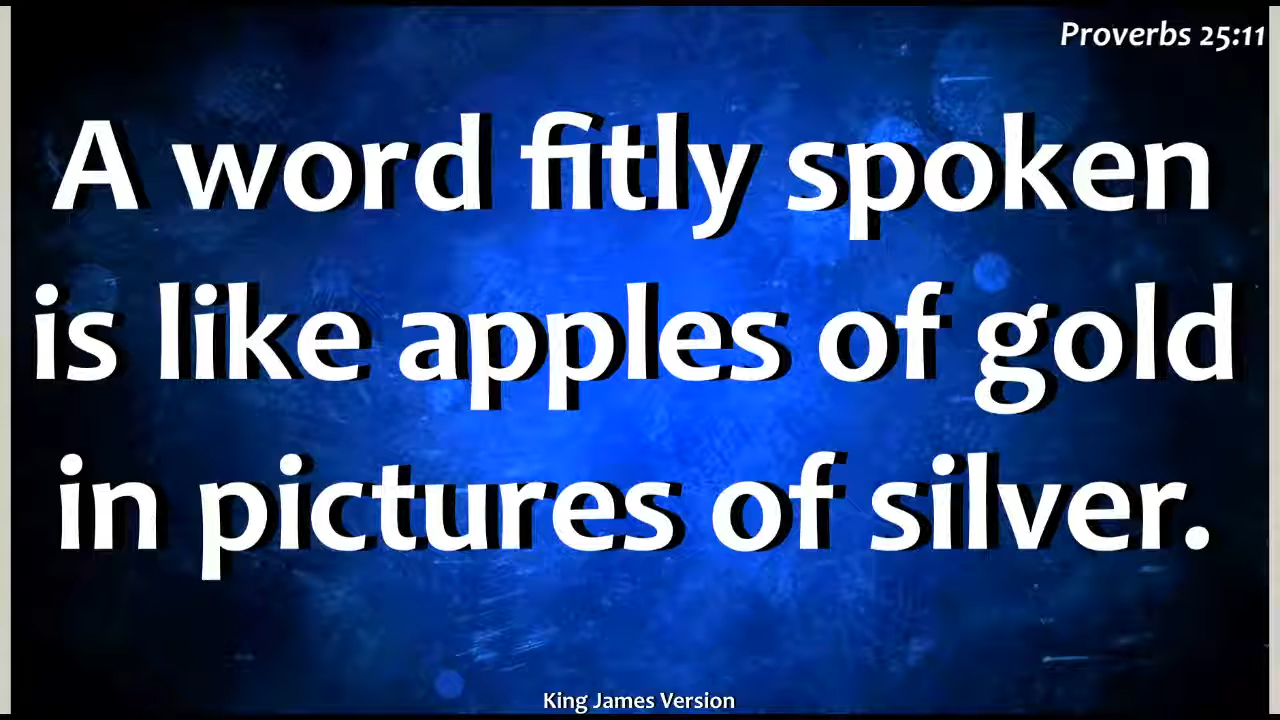 Proverbs 25:11
A word fitly spoken
is like apples of gold
in pictures of silver.
King James Version